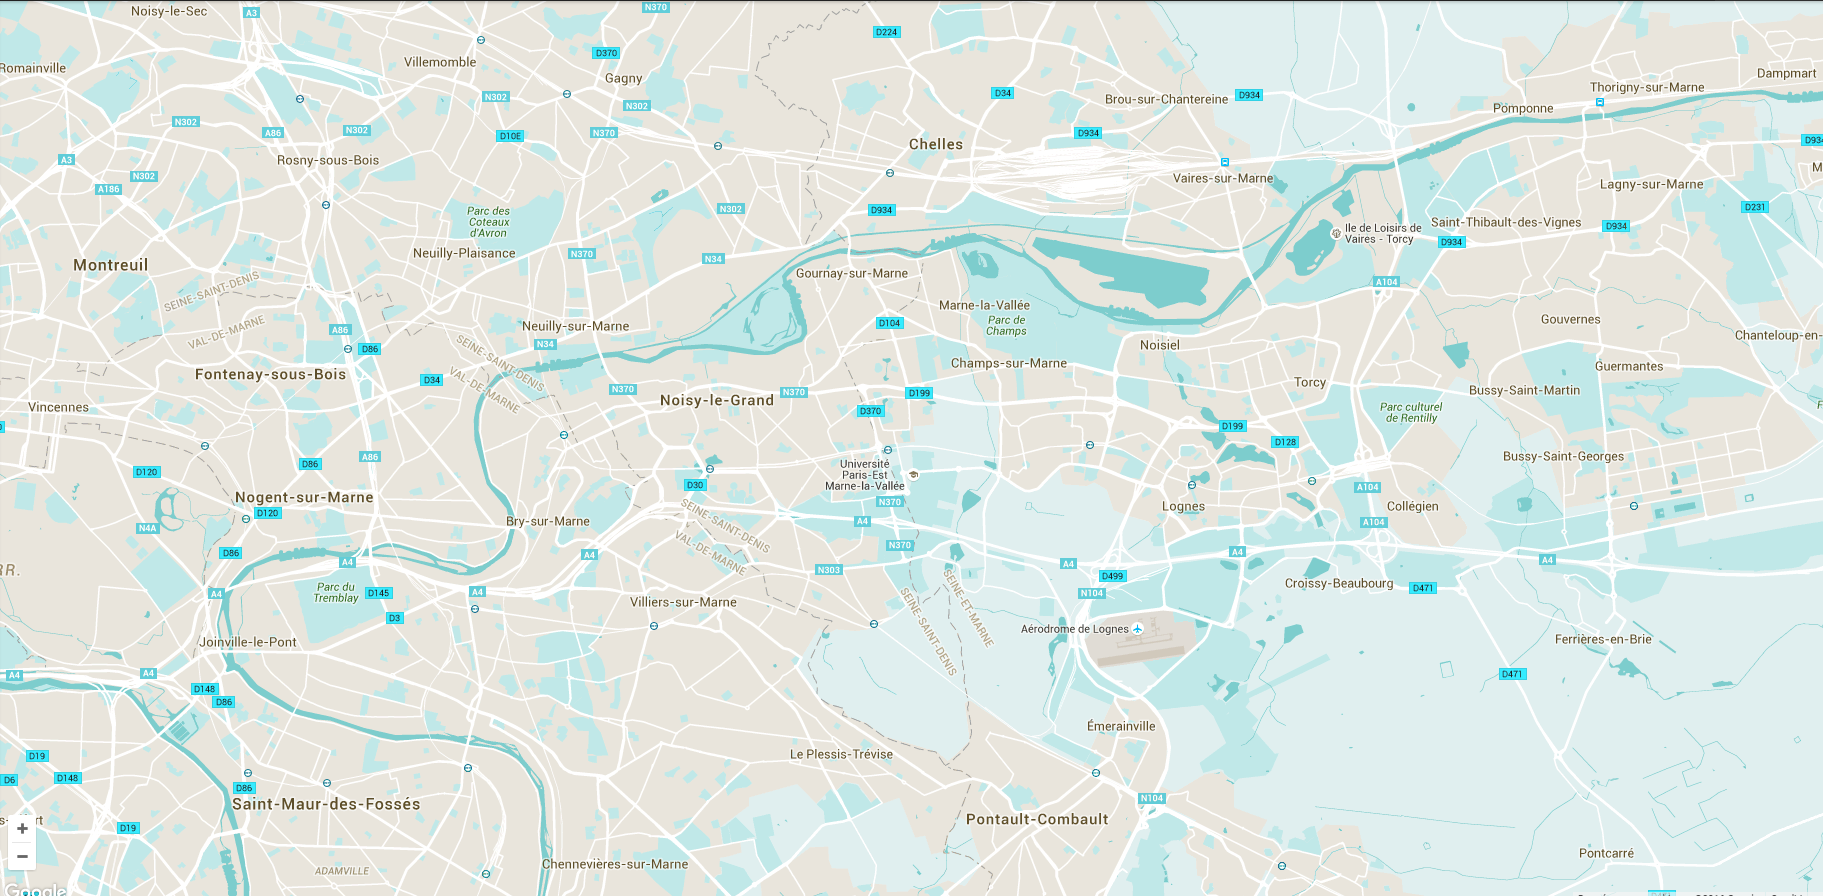 Noisy-le-Sec
A3
N370
D224
Romainville
Villemomble
D370
Gagny
Dampmart
Thorigny-sur-Marne
N302
N302
D34
Brou-sur-Chantereine
D934
Pomponne
N302
A86
N302
D10E
N370
D934
D934
Chelles
A3
Rosny-sous-Bois
N302
A186
Vaires-sur-Marne
Lagny-sur-Marne
N302
D934
D231
Parc des
Coteaux
d'Avron
Ile de Loisirs de
Vaires - Torcy
Saint-Thibault-des-Vignes
D934
D934
Neuilly-Plaisance
N370
N34
Montreuil
Gournay-sur-Marne
A104
SEINE-SAINT-DENIS
VAL-DE-MARNE
Marne-la-Vallée
Parc de
Champs
Gouvernes
Neuilly-sur-Marne
A86
D86
N34
D104
Noisiel
Chanteloup-en-
SEINE-SAINT-DENIS
VAL-DE-MARNE
Fontenay-sous-Bois
D34
Champs-sur-Marne
Guermantes
N370
N370
D199
Torcy
Bussy-Saint-Martin
Vincennes
Noisy-le-Grand
D370
Parc culturel
de Rentilly
D199
D128
A86
D86
D120
Université
Paris-Est
Marne-la-Vallée
Bussy-Saint-Georges
D30
A104
Nogent-sur-Marne
D120
N370
Lognes
Collégien
N4A
Bry-sur-Marne
SEINE-SAINT-DENIS
VAL-DE-MARNE
A4
A104
D86
A4
A4
N370
A4
A4
A4
N303
D499
Parc du
Tremblay
D145
A4
A4
N104
Croissy-Beaubourg
D471
SEINE-ET-MARNE
SEINE-SAINT-DENIS
D3
Villiers-sur-Marne
Aérodrome de Lognes
Joinville-le-Pont
Ferrières-en-Brie
A4
A4
D148
D86
D471
Émerainville
D19
Le Plessis-Trévise
D6
D148
D86
N104
Saint-Maur-des-Fossés
Pontault-Combault
D19
+
−
Pontcarré
Chennevières-sur-Marne
ADAMVILLE
Google